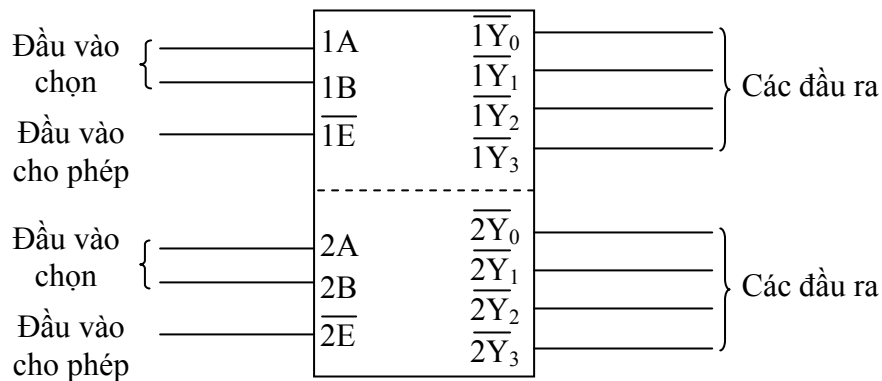 Đầu vào
chọn
1A
1B
Đầu vào
cho phép
1E̅
1Y₀
1Y₁
1Y₂
1Y₃
Các đầu ra
Đầu vào
chọn
2A
2B
Đầu vào
cho phép
2E̅
2Y₀
2Y₁
2Y₂
2Y₃
Các đầu ra